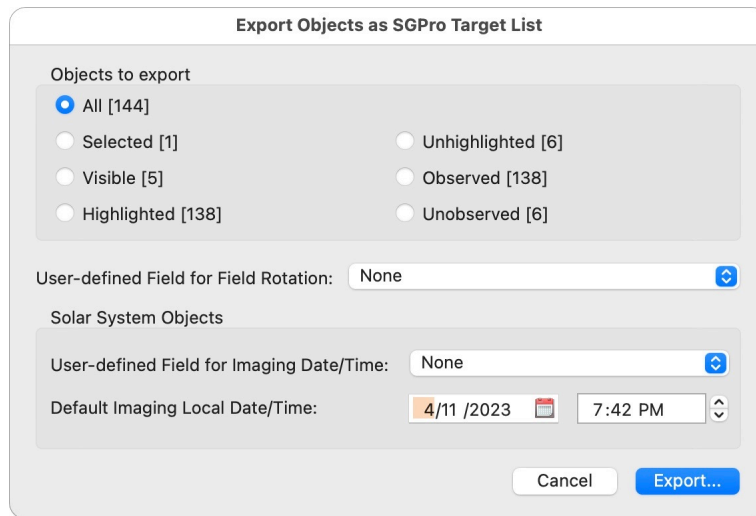 Export Objects as SGPro Target List
Objects to export
All [144]
Selected [1]
Unhighlighted [6]
Visible [5]
Observed [138]
Highlighted [138]
Unobserved [6]
User-defined Field for Field Rotation: None
Solar System Objects
User-defined Field for Imaging Date/Time: None
Default Imaging Local Date/Time: 4/11 /2023 7:42 PM
Cancel Export...